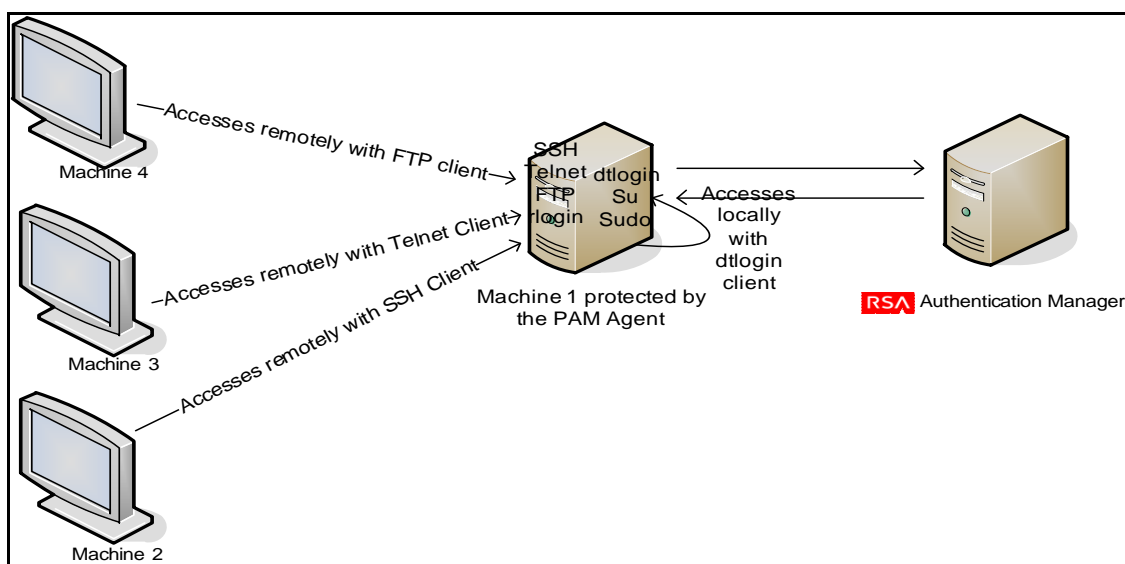 Machine 4
Accesses remotely with FTP client
Machine 3
Accesses remotely with Telnet Client
Machine 2
Accesses remotely with SSH Client
SSH
Telnet
FTP
rlogin
dtlogin
Su
Sudo
Accesses
locally
with
dtlogin
client
Machine 1 protected by
the PAM Agent
RSA Authentication Manager